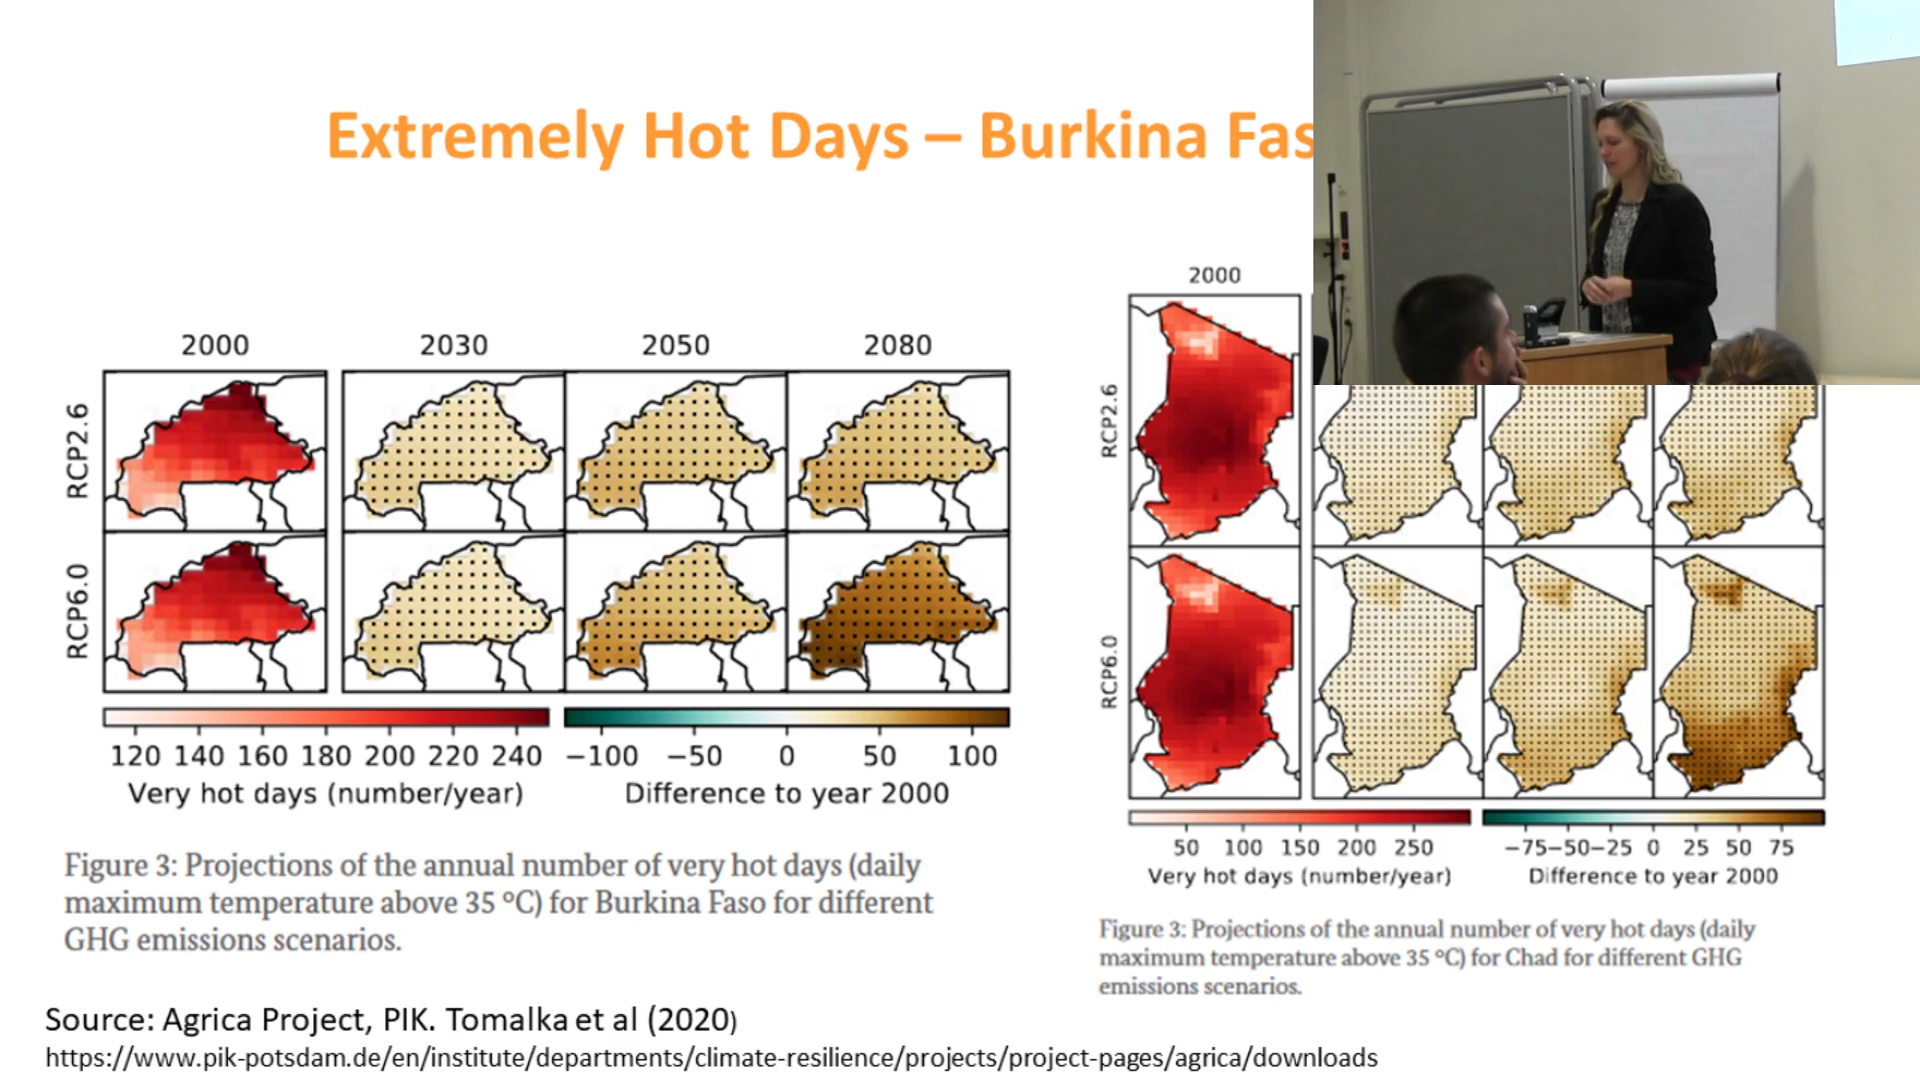 Extremely Hot Days – Burkina Fas
2000 2030 2050 2080
RCP2.6
RCP6.0
120 140 160 180 200 220 240
Very hot days (number/year)
−100 −50 0 50 100
Difference to year 2000
Figure 3: Projections of the annual number of very hot days (daily
maximum temperature above 35 °C) for Burkina Faso for different
GHG emissions scenarios.
2000
RCP2.6
RCP6.0
50 100 150 200 250
Very hot days (number/year)
−75−50−25 0 25 50 75
Difference to year 2000
Figure 3: Projections of the annual number of very hot days (daily
maximum temperature above 35 °C) for Chad for different GHG
emissions scenarios.
Source: Agrica Project, PIK. Tomalka et al (2020)
https://www.pik-potsdam.de/en/institute/departments/climate-resilience/projects/project-pages/agrica/downloads